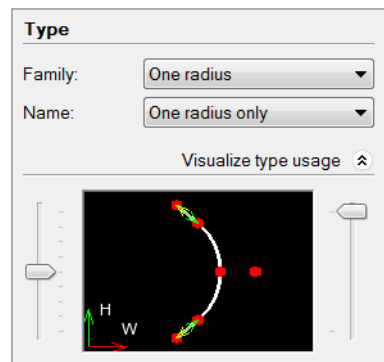 Type
Family: One radius
Name: One radius only
Visualize type usage
H
W